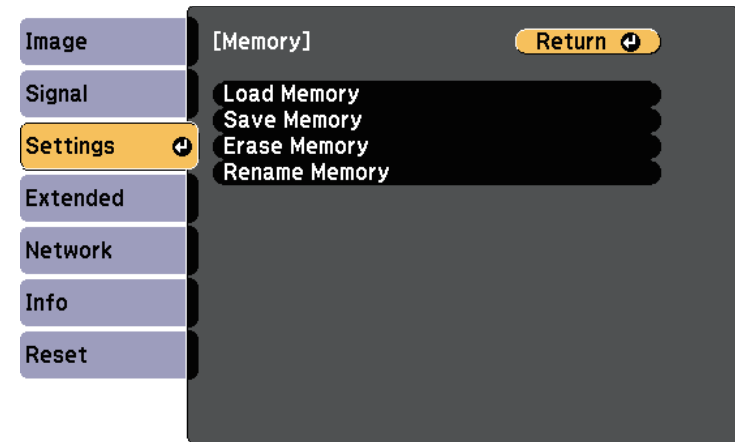 Image
Signal
Settings
Extended
Network
Info
Reset
[Memory]
Return
Load Memory
Save Memory
Erase Memory
Rename Memory